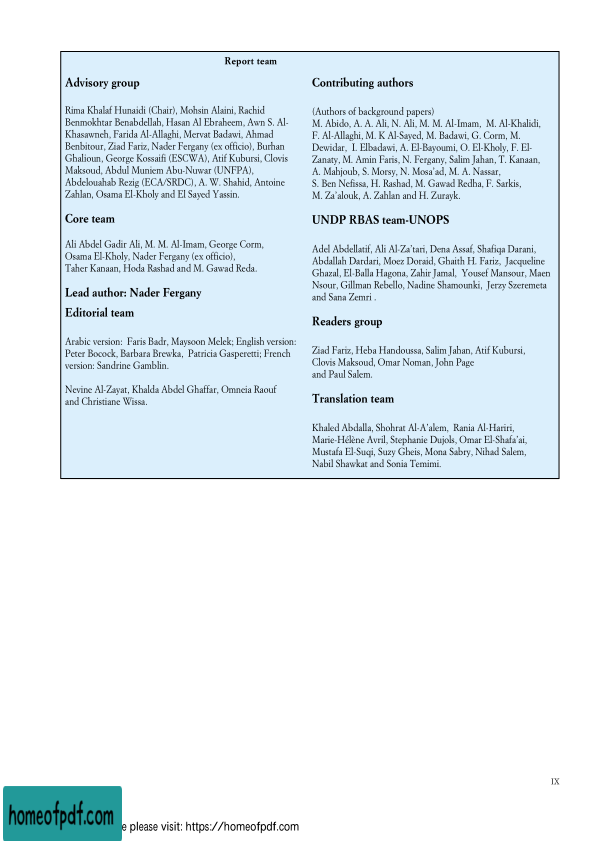 Report team
Advisory group
Rima Khalaf Hunaidi (Chair), Mohsin Alaini, Rachid
Benmokhtar Benabdellah, Hasan Al Ebraheem, Awn S. Al-
Khasawneh, Farida Al-Allaghi, Mervat Badawi, Ahmad
Benbitour, Ziad Fariz, Nader Fergany (ex officio), Burhan
Ghalioun, George Kossaifi (ESCWA), Atif Kubursi, Clovis
Maksoud, Abdul Muniem Abu-Nuwar (UNFPA),
Abdelouahab Rezig (ECA/SRDC), A. W. Shahid, Antoine
Zahlan, Osama El-Kholy and El Sayed Yassin.
Core team
Ali Abdel Gadir Ali, M. M. Al-Imam, George Corm,
Osama El-Kholy, Nader Fergany (ex officio),
Taher Kanaan, Hoda Rashad and M. Gawad Reda.
Lead author: Nader Fergany
Editorial team
Arabic version:  Faris Badr, Maysoon Melek; English version:
Peter Bocock, Barbara Brewka,  Patricia Gasperetti; French
version: Sandrine Gamblin.
Nevine Al-Zayat, Khalda Abdel Ghaffar, Omneia Raouf
and Christiane Wissa.
Contributing authors
(Authors of background papers)
M. Abido, A. A. Ali, N. Ali, M. M. Al-Imam,  M. Al-Khalidi,
F. Al-Allaghi, M. K Al-Sayed, M. Badawi, G. Corm, M.
Dewidar,  I. Elbadawi, A. El-Bayoumi, O. El-Kholy, F. El-
Zanaty, M. Amin Faris, N. Fergany, Salim Jahan, T. Kanaan,
A. Mahjoub, S. Morsy, N. Mosa'ad, M. A. Nassar,
S. Ben Nefissa, H. Rashad, M. Gawad Redha, F. Sarkis,
M. Za'alouk, A. Zahlan and H. Zurayk.
UNDP RBAS team-UNOPS
Adel Abdellatif, Ali Al-Za'tari, Dena Assaf, Shafiqa Darani,
Abdallah Dardari, Moez Doraid, Ghaith H. Fariz,  Jacqueline
Ghazal, El-Balla Hagona, Zahir Jamal,  Yousef Mansour, Maen
Nsour, Gillman Rebello, Nadine Shamounki,  Jerzy Szeremeta
and Sana Zemri .
Readers group
Ziad Fariz, Heba Handoussa, Salim Jahan, Atif Kubursi,
Clovis Maksoud, Omar Noman, John Page
and Paul Salem.
Translation team
Khaled Abdalla, Shohrat Al-A'alem,  Rania Al-Hariri,
Marie-Hélène Avril, Stephanie Dujols, Omar El-Shafa'ai,
Mustafa El-Suqi, Suzy Gheis, Mona Sabry, Nihad Salem,
Nabil Shawkat and Sonia Temimi.
IX
homeofpdf.com
e please visit: https://homeofpdf.com